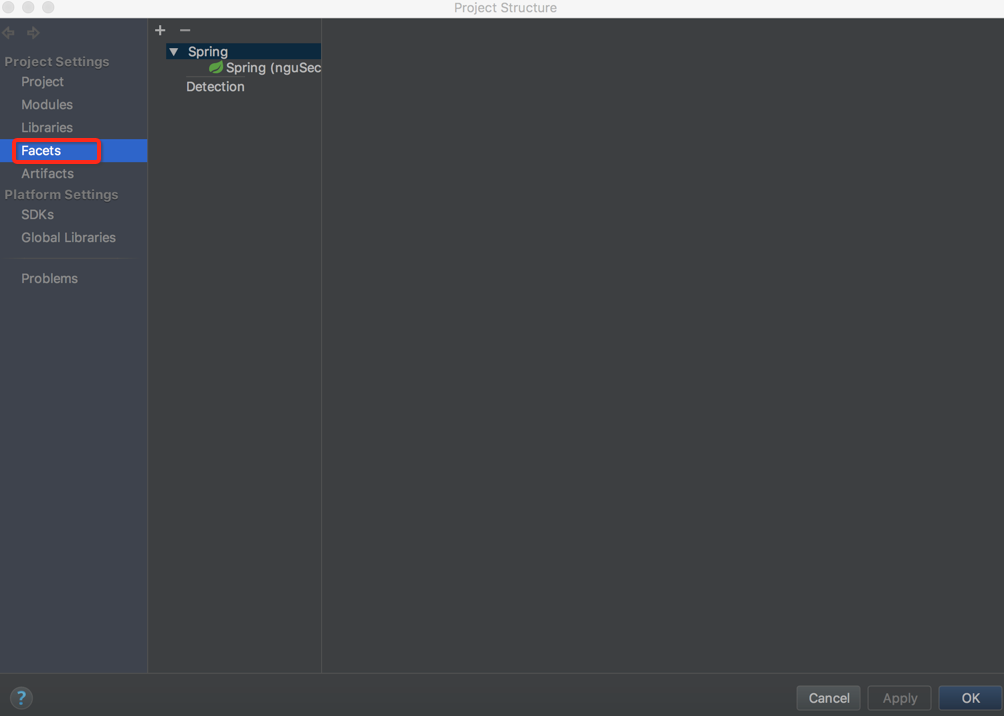 Project Structure
Project Settings
Project
Modules
Libraries
Facets
Artifacts
Platform Settings
SDKs
Global Libraries
Problems
Spring
Spring (nguSec
Detection
?
Cancel
Apply
OK